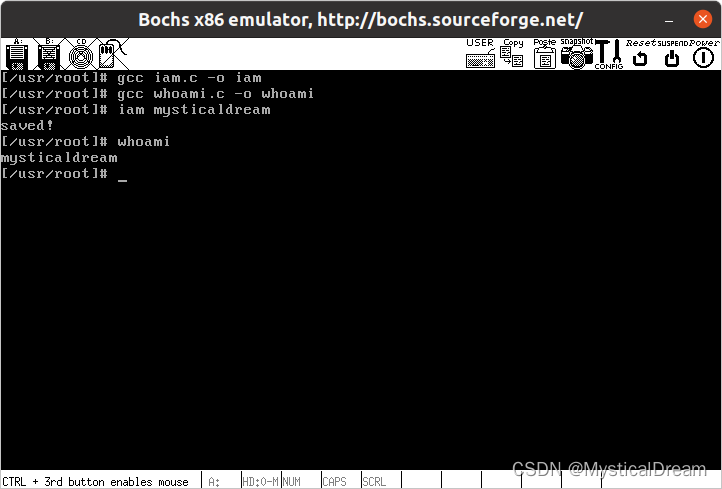 Bochs x86 emulator, http://bochs.sourceforge.net/
A: B: CD USER Copy Paste snapshot CONFIG Reset SUSPEND Power
[/usr/root]# gcc iam.c -o iam
[/usr/root]# gcc whoami.c -o whoami
[/usr/root]# iam mysticaldream
saved!
[/usr/root]# whoami
mysticaldream
[/usr/root]# _
CTRL + 3rd button enables mouse A: HD:0-M NUM CAPS SCRL
CSDN @MysticalDream